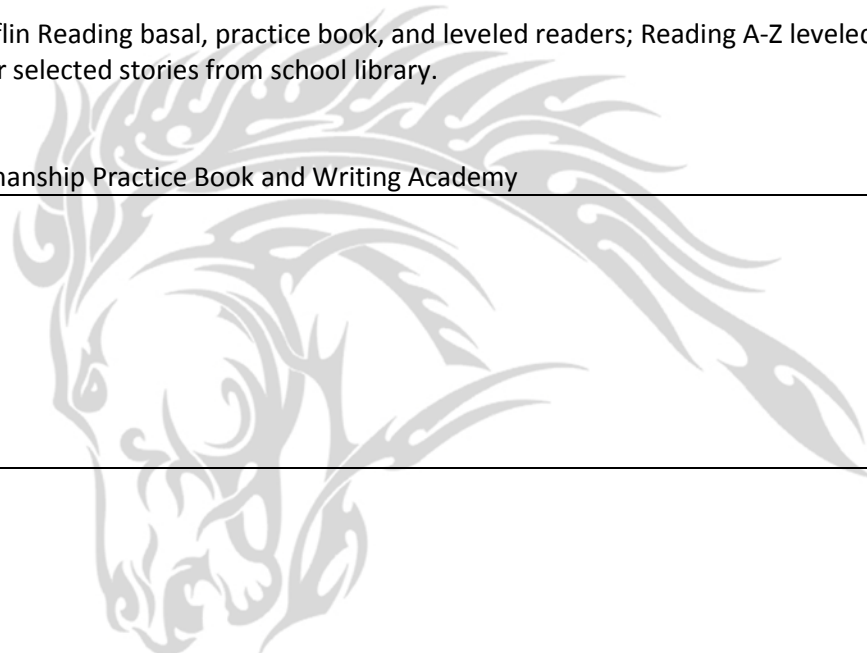 flin Reading basal, practice book, and leveled readers; Reading A-Z leveled
r selected stories from school library.
manship Practice Book and Writing Academy